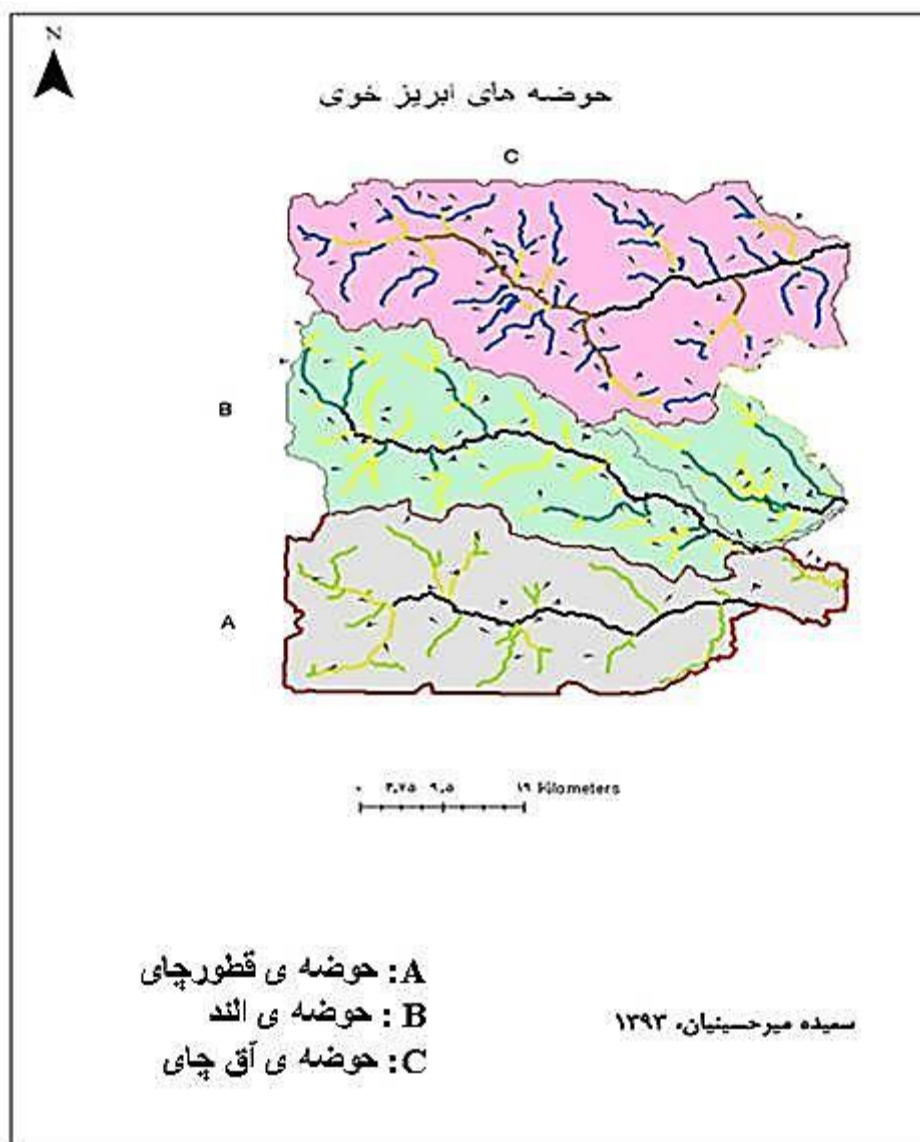 N
حوضه های ابریز خوی
C
B
A
۰ ۴.۷۵ ۹.۵ ۱۹ Kilometers
A: حوضه ی قطورچای
B : حوضه ی الند
C: حوضه ی آق چای
سعیده میرحسینیان، ۱۳۹۳